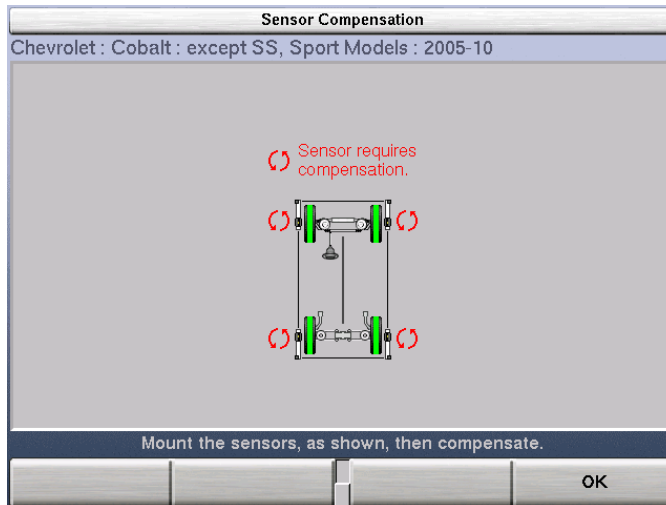 Sensor Compensation
Chevrolet : Cobalt : except SS, Sport Models : 2005-10
Sensor requires
compensation.
Mount the sensors, as shown, then compensate.
OK